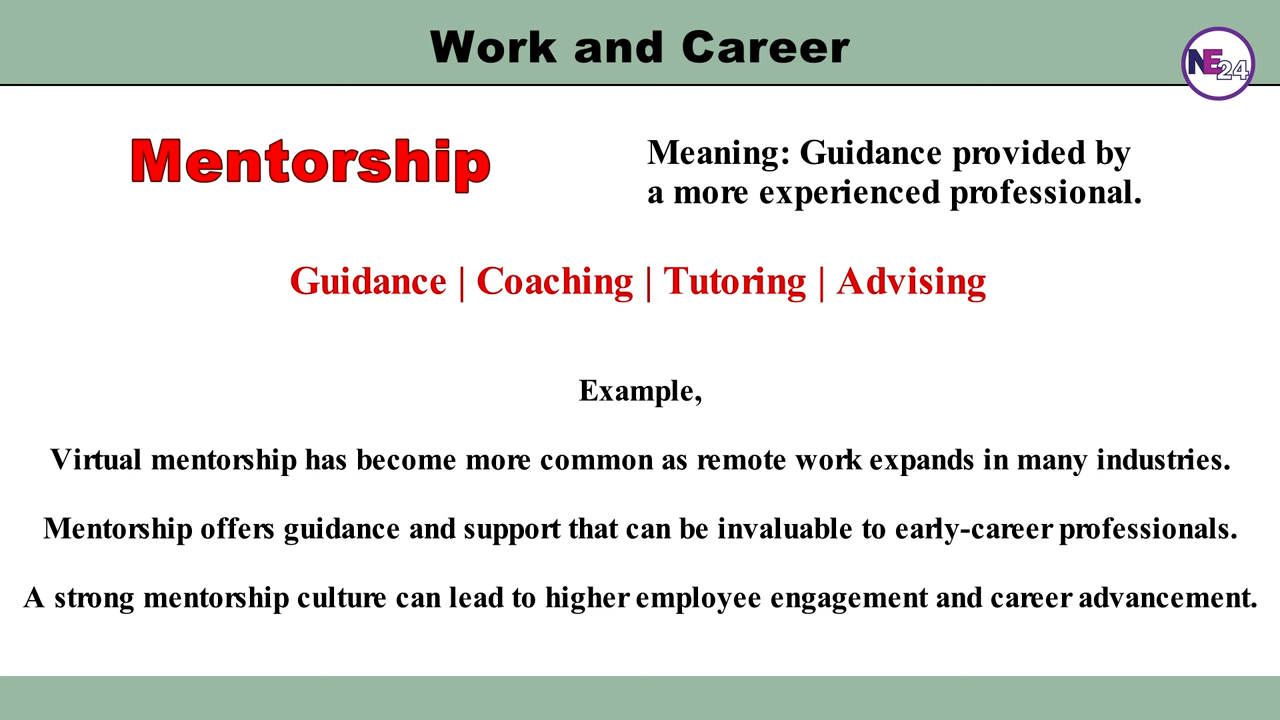 Work and Career
NE24
Mentorship
Meaning: Guidance provided by
a more experienced professional.
Guidance | Coaching | Tutoring | Advising
Example,
Virtual mentorship has become more common as remote work expands in many industries.
Mentorship offers guidance and support that can be invaluable to early-career professionals.
A strong mentorship culture can lead to higher employee engagement and career advancement.